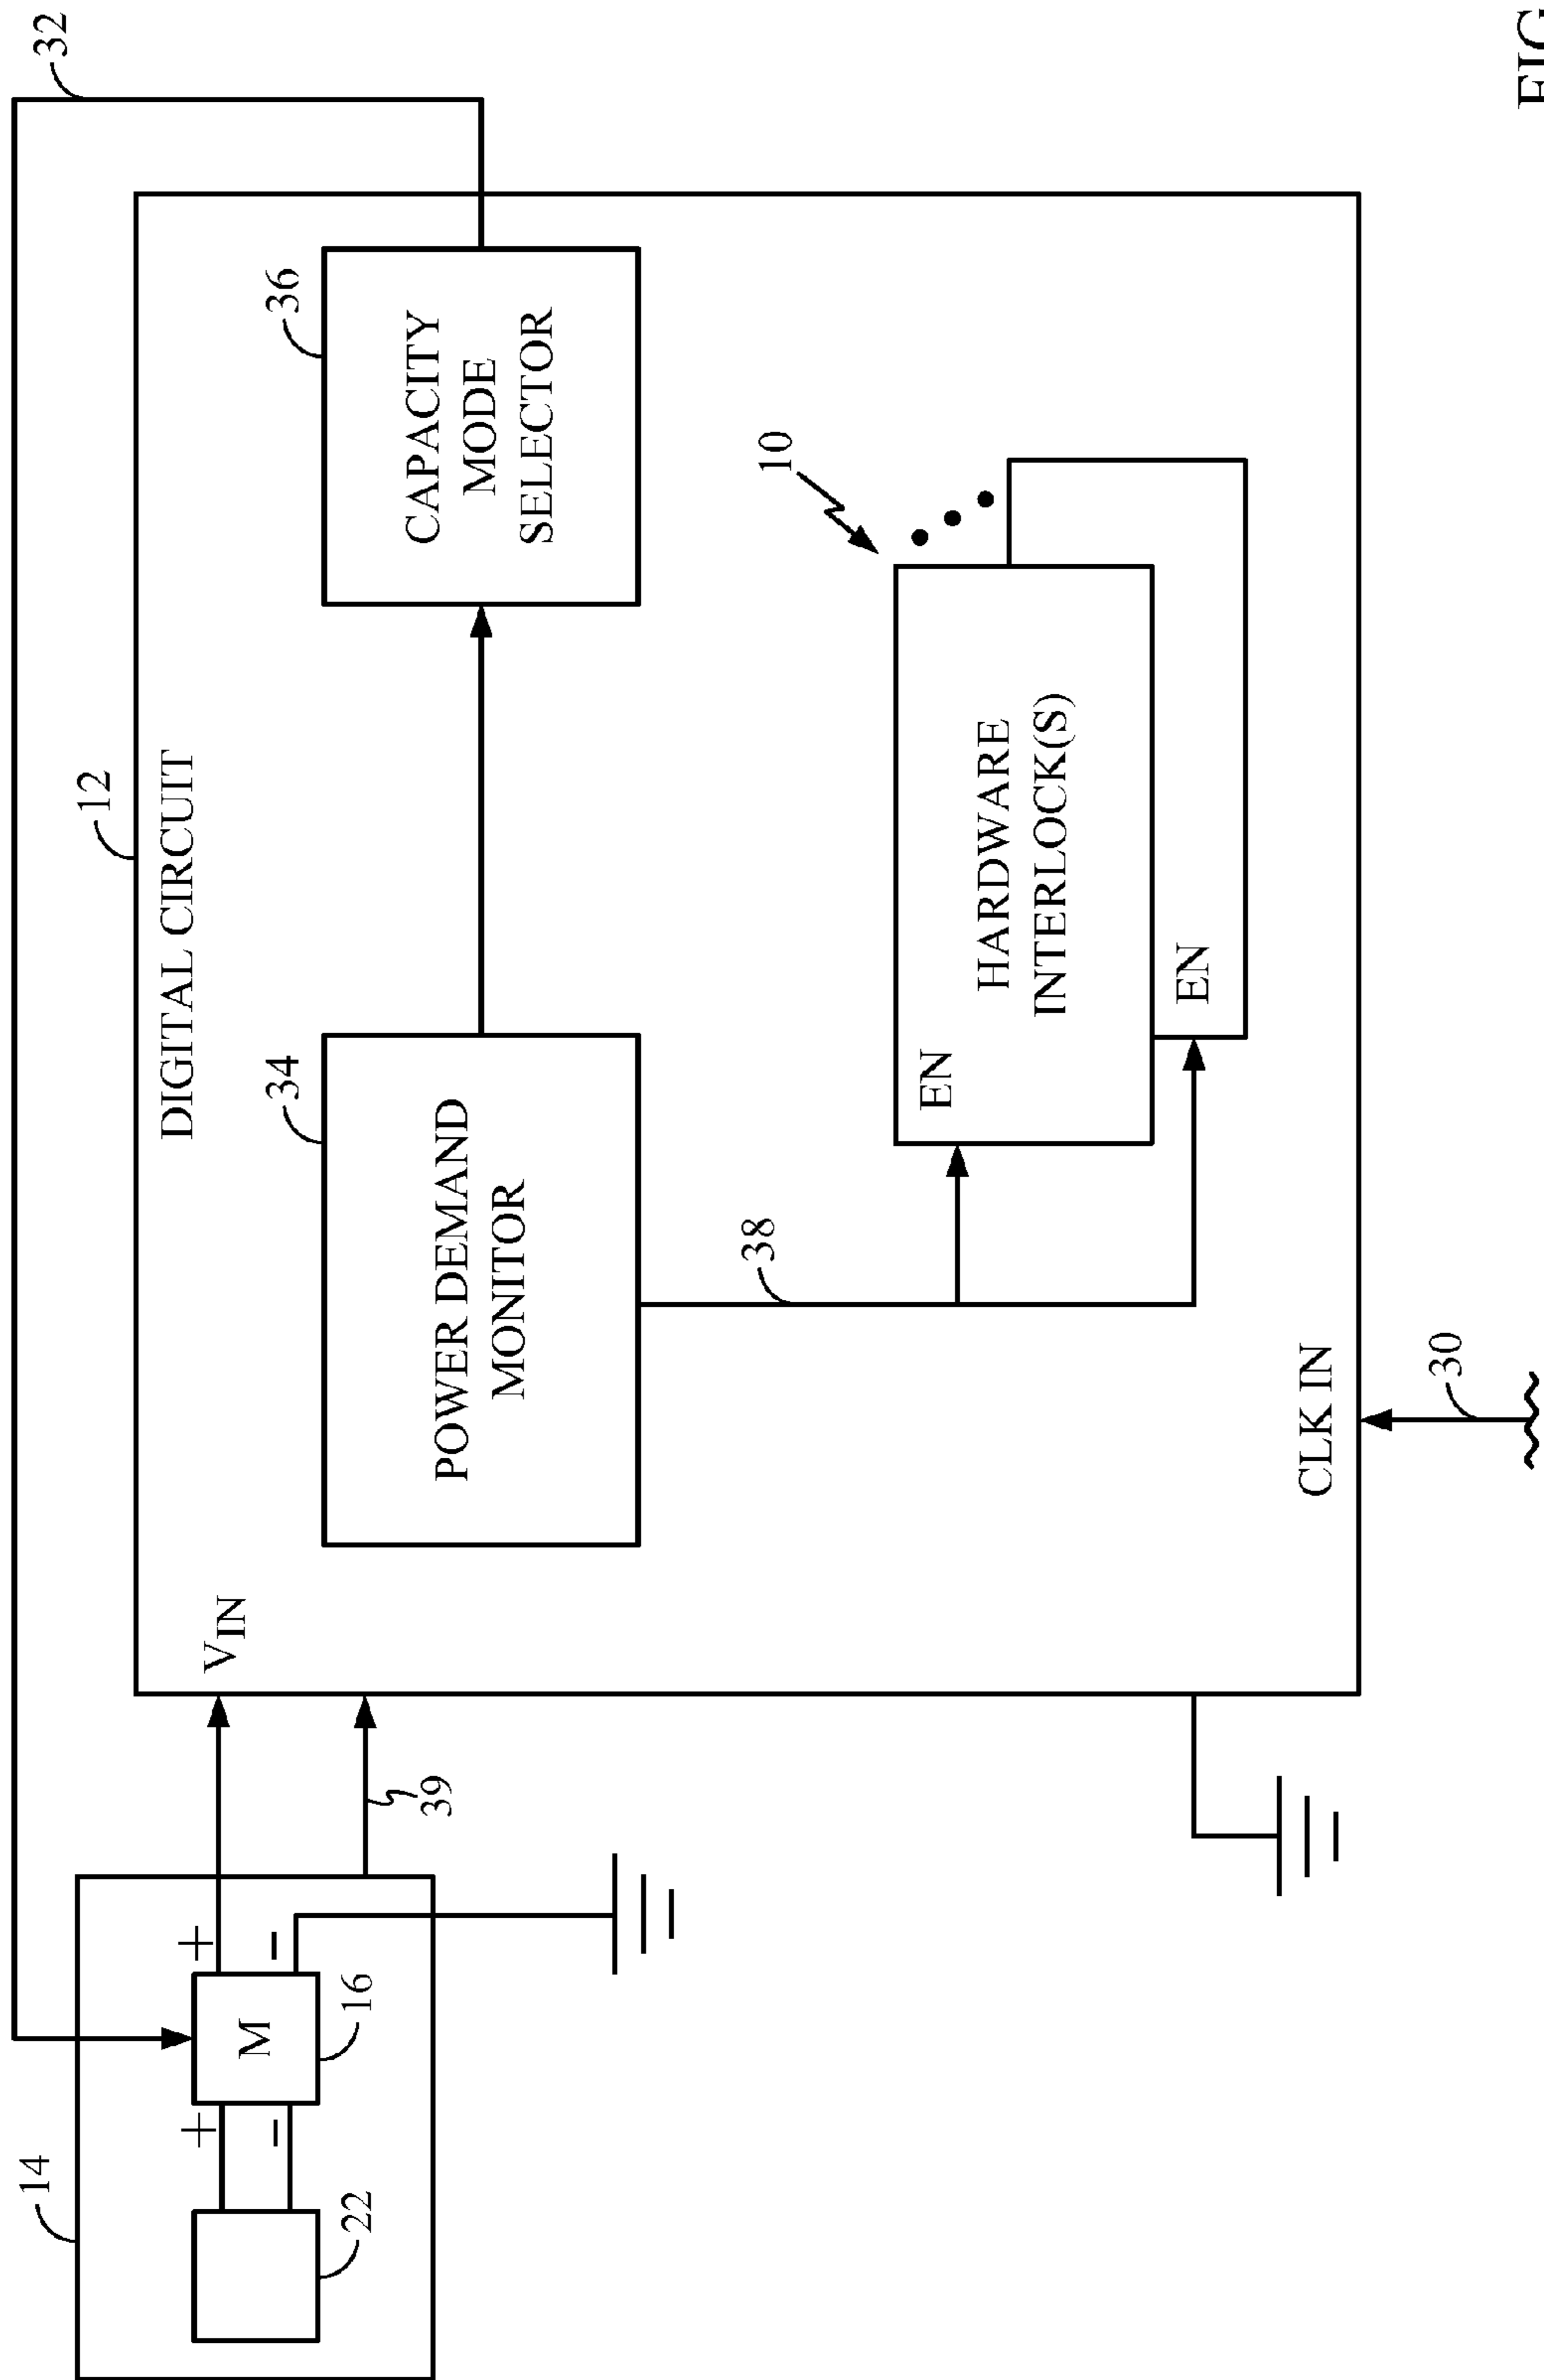 32
14
12
DIGITAL CIRCUIT
VIN
34
36
POWER DEMAND
MONITOR
CAPACITY
MODE
SELECTOR
+
+
M
-
-
22
16
39
38
10
EN
HARDWARE
INTERLOCK(S)
EN
CLK IN
30
FIG